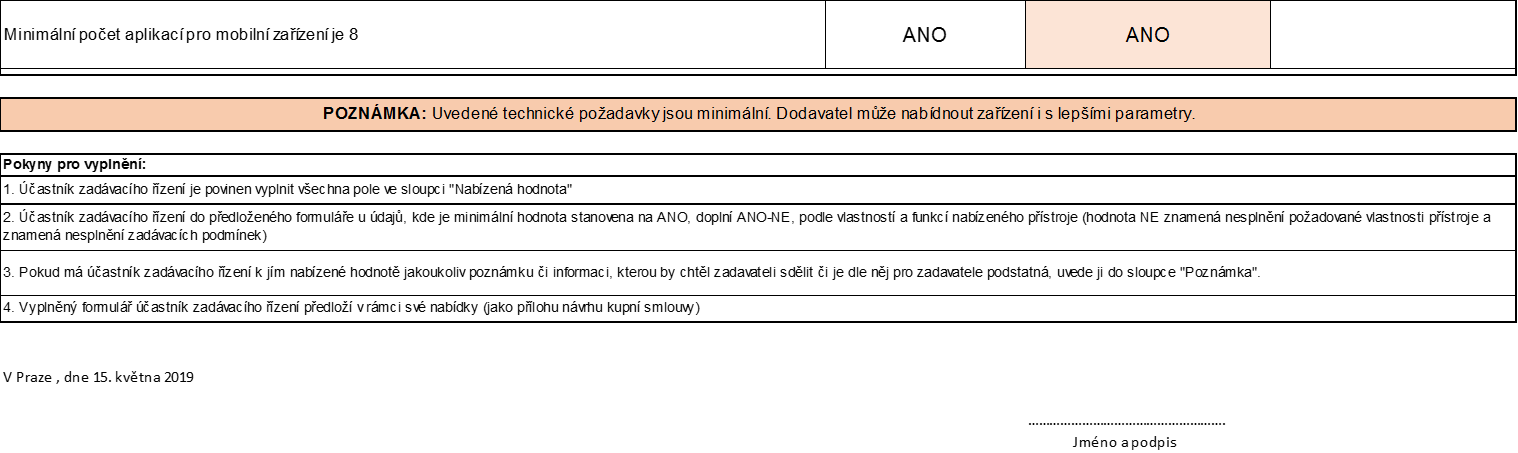 Minimální počet aplikací pro mobilní zařízení je 8 ANO ANO
POZNÁMKA: Uvedené technické požadavky jsou minimální. Dodavatel může nabídnout zařízení i s lepšími parametry.
Pokyny pro vyplnění:
1. Účastník zadávacího řízení je povinen vyplnit všechna pole ve sloupci "Nabízená hodnota"
2. Účastník zadávacího řízení do předloženého formuláře u údajů, kde je minimální hodnota stanovena na ANO, doplní ANO-NE, podle vlastností a funkcí nabízeného přístroje (hodnota NE znamená nesplnění požadované vlastnosti přístroje a
znamená nesplnění zadávacích podmínek)
3. Pokud má účastník zadávacího řízení k jím nabízené hodnotě jakoukoliv poznámku či informaci, kterou by chtěl zadavateli sdělit či je dle něj pro zadavatele podstatná, uvede ji do sloupce "Poznámka".
4. Vyplněný formulář účastník zadávacího řízení předloží v rámci své nabídky (jako přílohu návrhu kupní smlouvy)
V Praze , dne 15. května 2019
......................................................
Jméno a podpis